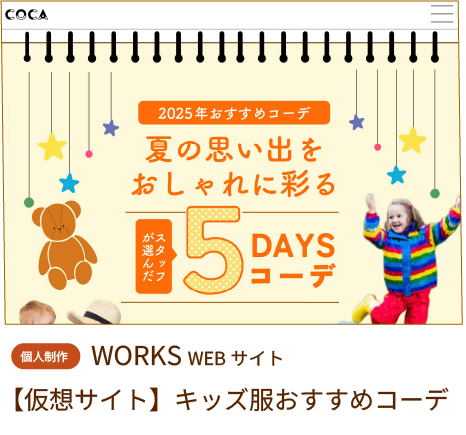 COCA
2025年おすすめコーデ
夏の思い出を
おしゃれに彩る
スタッフ
が選んだ
5
DAYS
コーデ
個人制作
WORKS WEB サイト
【仮想サイト】キッズ服おすすめコーデ